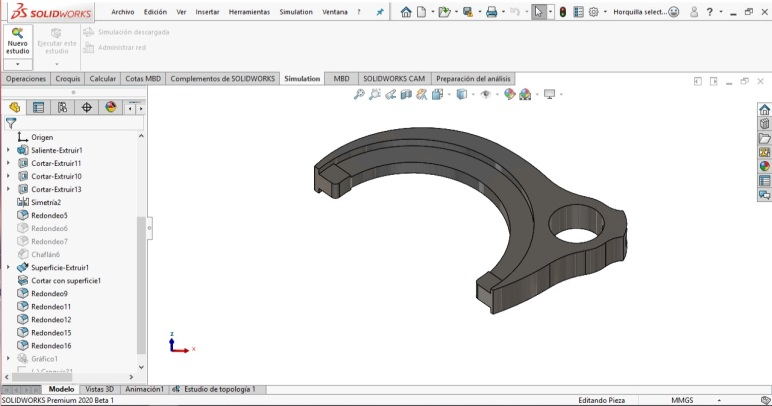 SOLIDWORKS Archivo Edición Ver Insertar Herramientas Simulation Ventana ? Horquilla select... ?
Nuevo estudio
Ejecutar este estudio
Simulación descargada
Administrar red
Operaciones Croquis Calcular Cotas MBD Complementos de SOLIDWORKS Simulation MBD SOLIDWORKS CAM Preparación del análisis
Origen
Saliente-Extruir1
Cortar-Extruir11
Cortar-Extruir10
Cortar-Extruir13
Simetría2
Redondeo5
Redondeo6
Redondeo7
Chaflán6
Superficie-Extruir1
Cortar con superficie1
Redondeo9
Redondeo11
Redondeo12
Redondeo15
Redondeo16
Gráfico1
z
x
Modelo Vistas 3D Animación1 Estudio de topología 1
SOLIDWORKS Premium 2020 Beta 1 Editando Pieza MMGS